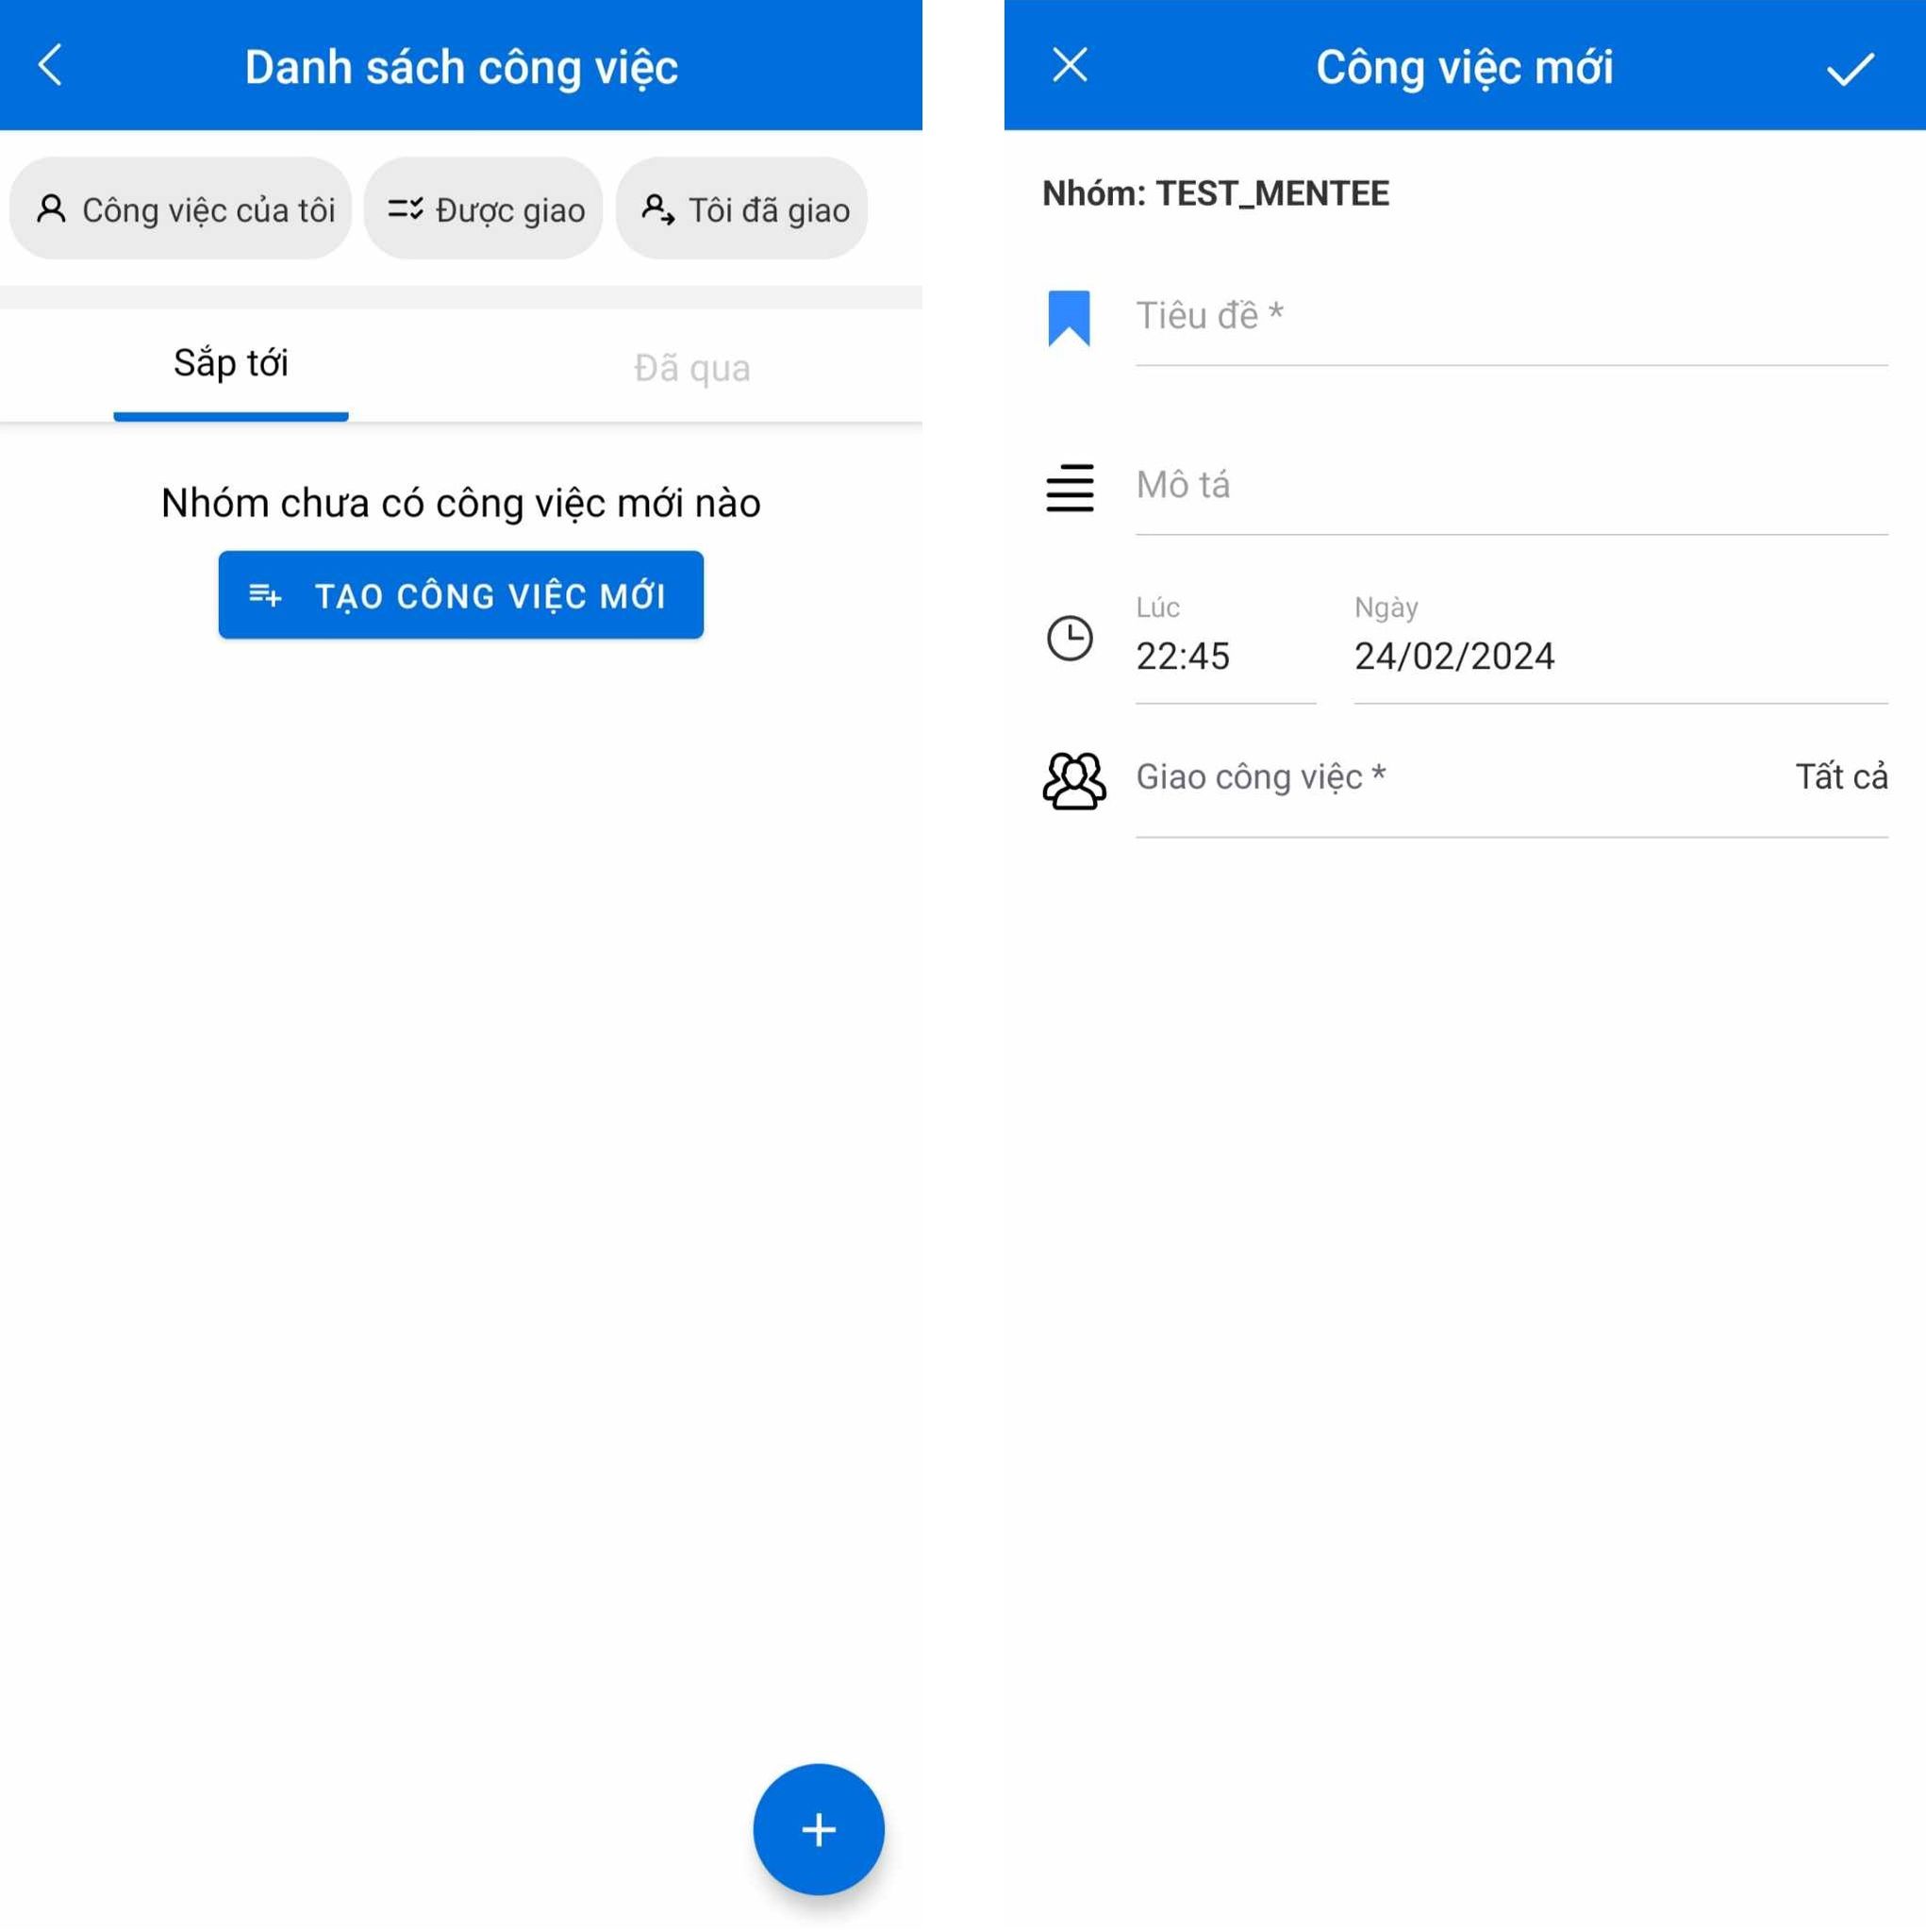 Danh sách công việc
Công việc của tôi
Được giao
Tôi đã giao
Sắp tới
Đã qua
Nhóm chưa có công việc mới nào
TẠO CÔNG VIỆC MỚI
Công việc mới
Nhóm: TEST_MENTEE
Tiêu đề *
Mô tá
Lúc
Ngày
22:45
24/02/2024
Giao công việc *
Tất cả